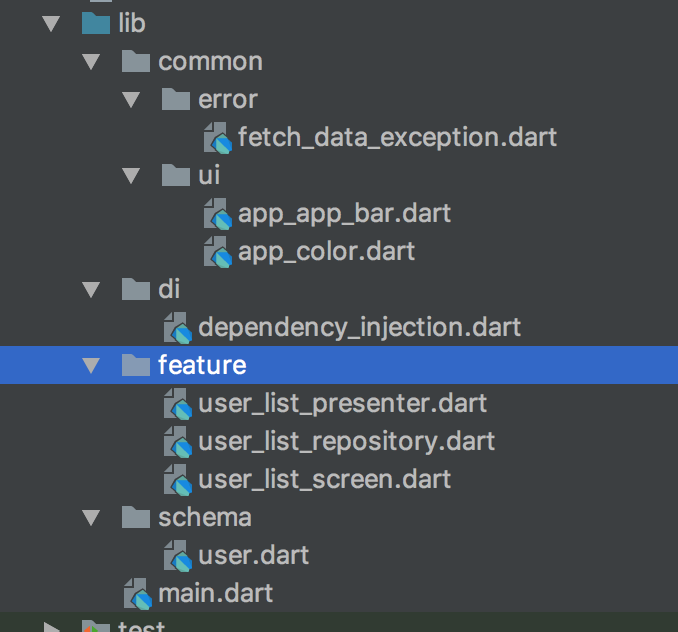 lib
common
error
fetch_data_exception.dart
ui
app_app_bar.dart
app_color.dart
di
dependency_injection.dart
feature
user_list_presenter.dart
user_list_repository.dart
user_list_screen.dart
schema
user.dart
main.dart
test